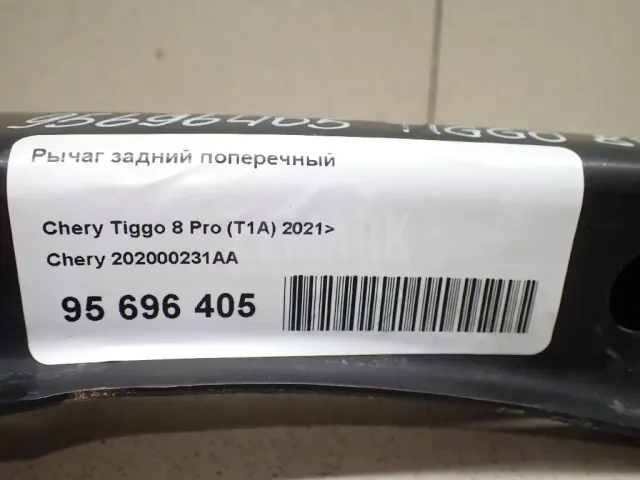 95696405 TIGGO 8
Рычаг задний поперечный
Chery Tiggo 8 Pro (T1A) 2021>
Chery 202000231AA
95 696 405